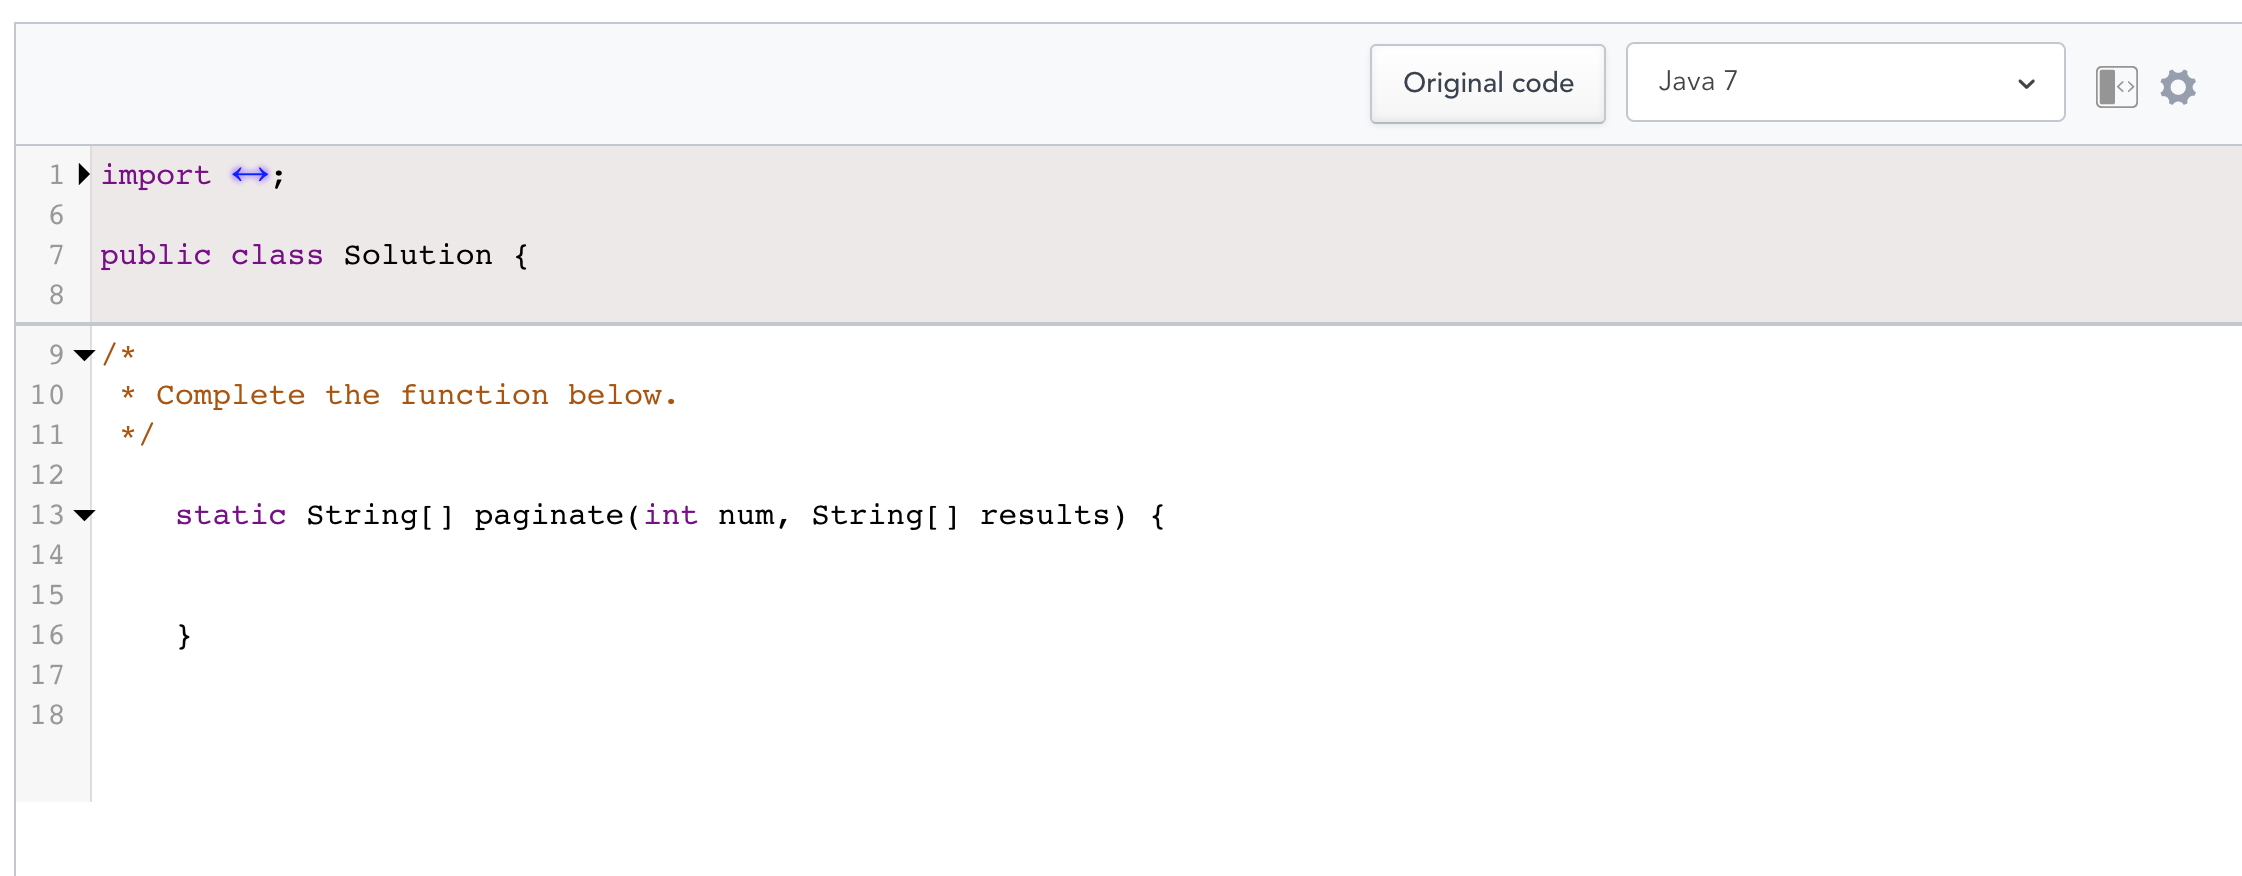 Original code
Java 7
<>
1 import ↔;
6
7 public class Solution {
8
9 /*
10  * Complete the function below.
11  */
12
13     static String[] paginate(int num, String[] results) {
14
15
16     }
17
18